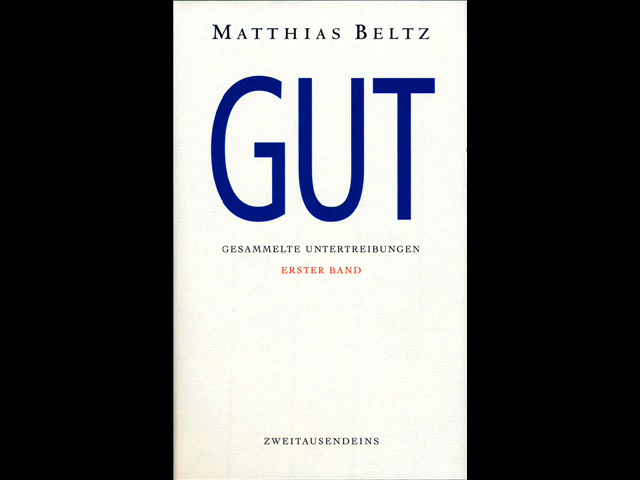 MATTHIAS BELTZ
GUT
GESAMMELTE UNTERTREIBUNGEN
ERSTER BAND
ZWEITAUSENDEINS